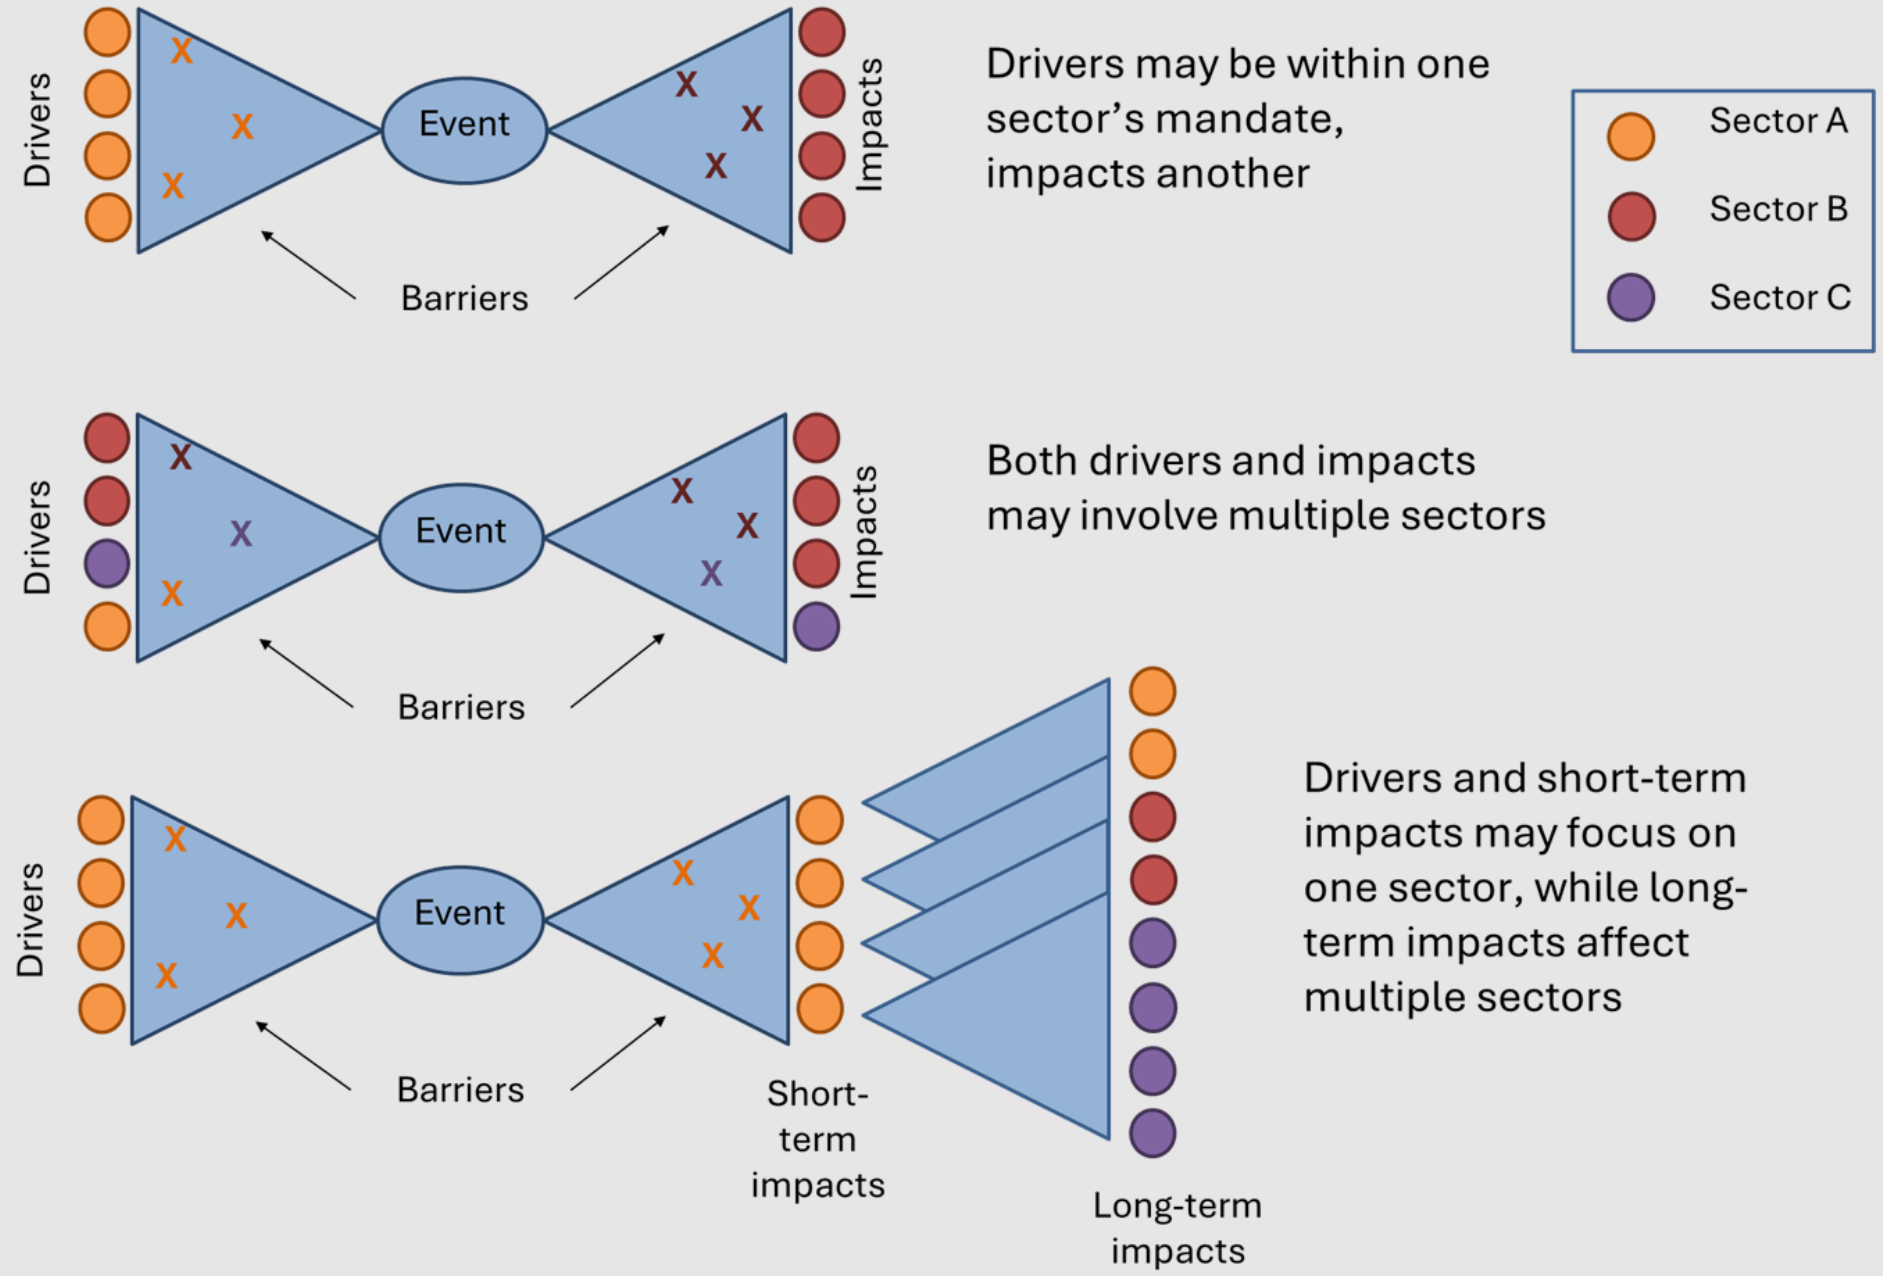 Drivers
X
X
X
Event
X
X
X
Impacts
Barriers
Drivers may be within one
sector’s mandate,
impacts another
Sector A
Sector B
Sector C
Drivers
X
X
X
Event
X
X
X
Impacts
Barriers
Both drivers and impacts
may involve multiple sectors
Drivers
X
X
X
Event
X
X
X
Barriers
Short-
term
impacts
Long-term
impacts
Drivers and short-term
impacts may focus on
one sector, while long-
term impacts affect
multiple sectors